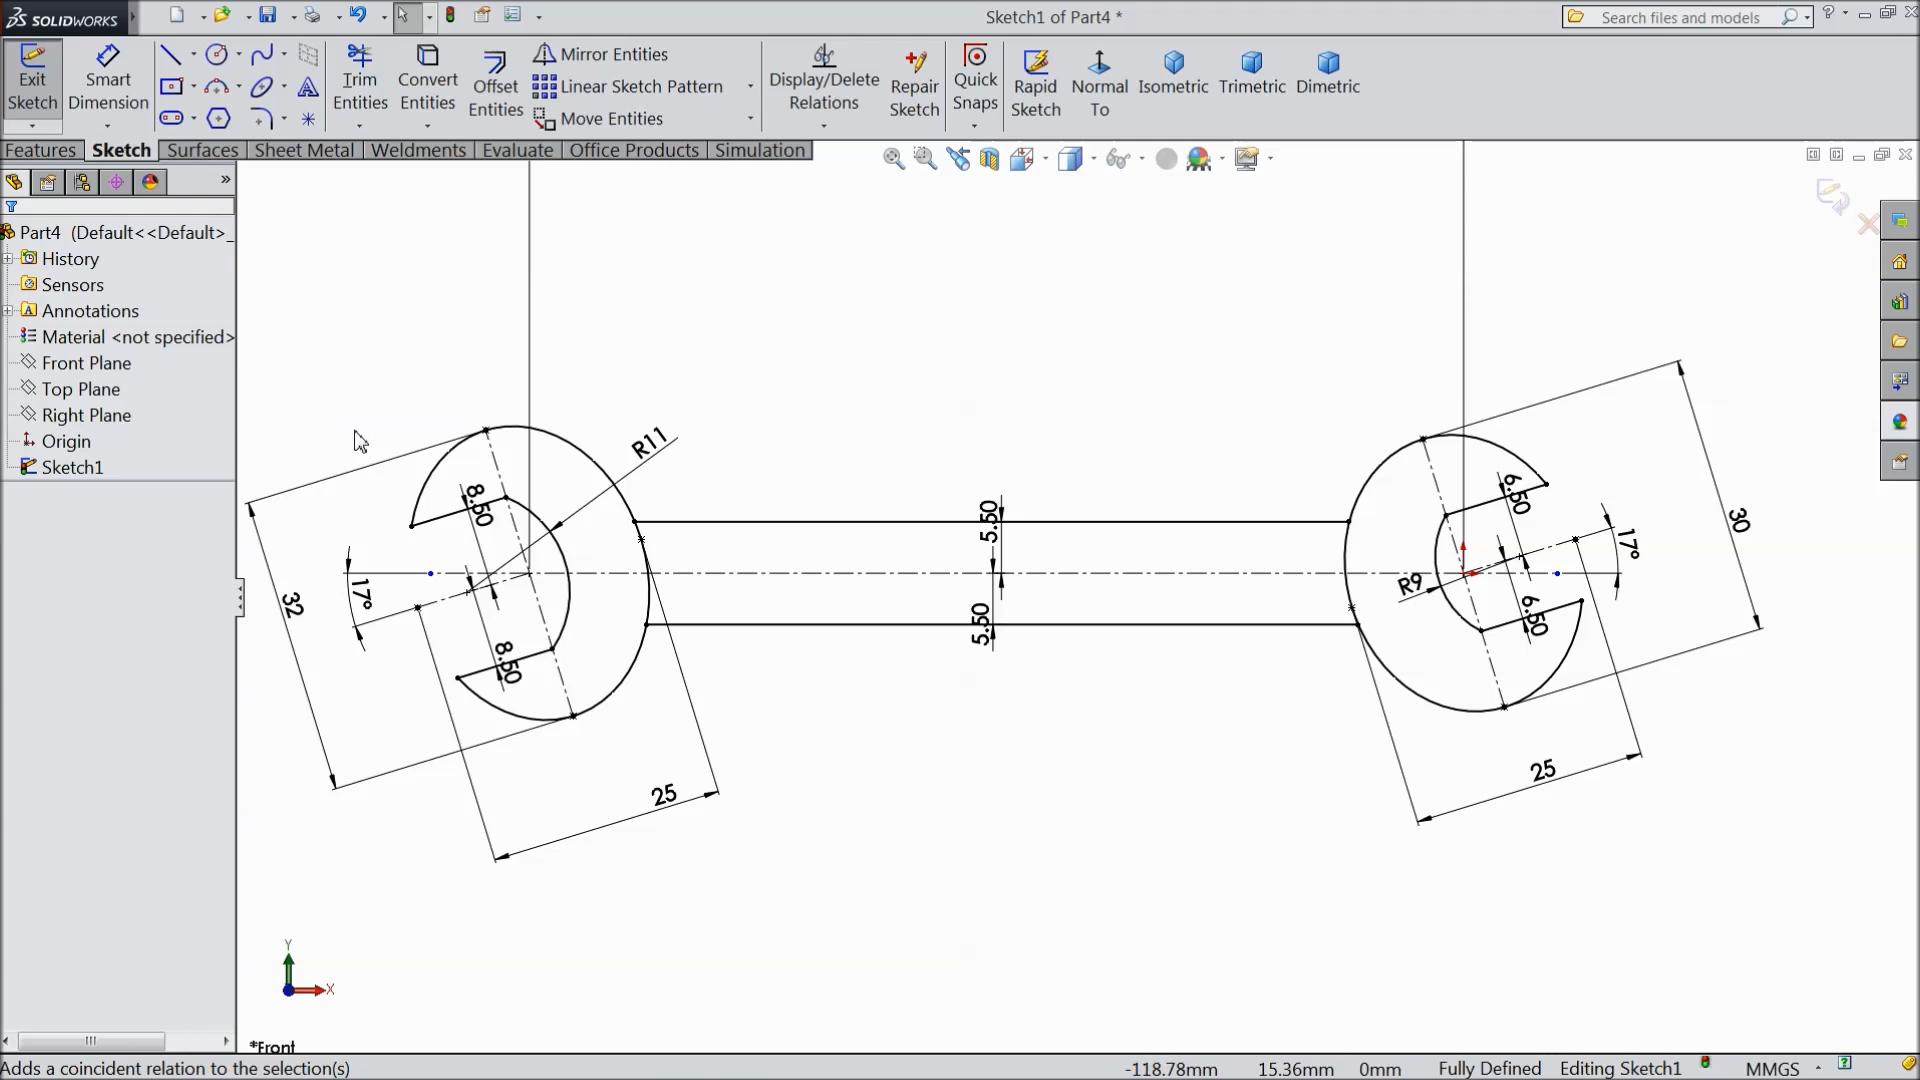 SOLIDWORKS
Sketch1 of Part4 *
Search files and models
?
Exit Sketch
Smart Dimension
A
Trim Entities
Convert Entities
Offset Entities
Mirror Entities
Linear Sketch Pattern
Move Entities
Display/Delete Relations
Repair Sketch
Quick Snaps
Rapid Sketch
Normal To
Isometric
Trimetric
Dimetric
Features
Sketch
Surfaces
Sheet Metal
Weldments
Evaluate
Office Products
Simulation
»
Part4 (Default<<Default>_
History
Sensors
Annotations
Material <not specified>
Front Plane
Top Plane
Right Plane
Origin
Sketch1
R11
8.50
8.50
17°
32
25
5.50
5.50
6.50
6.50
R9
17°
30
25
Y
X
*Front
Adds a coincident relation to the selection(s)
-118.78mm
15.36mm
0mm
Fully Defined
Editing Sketch1
MMGS
?